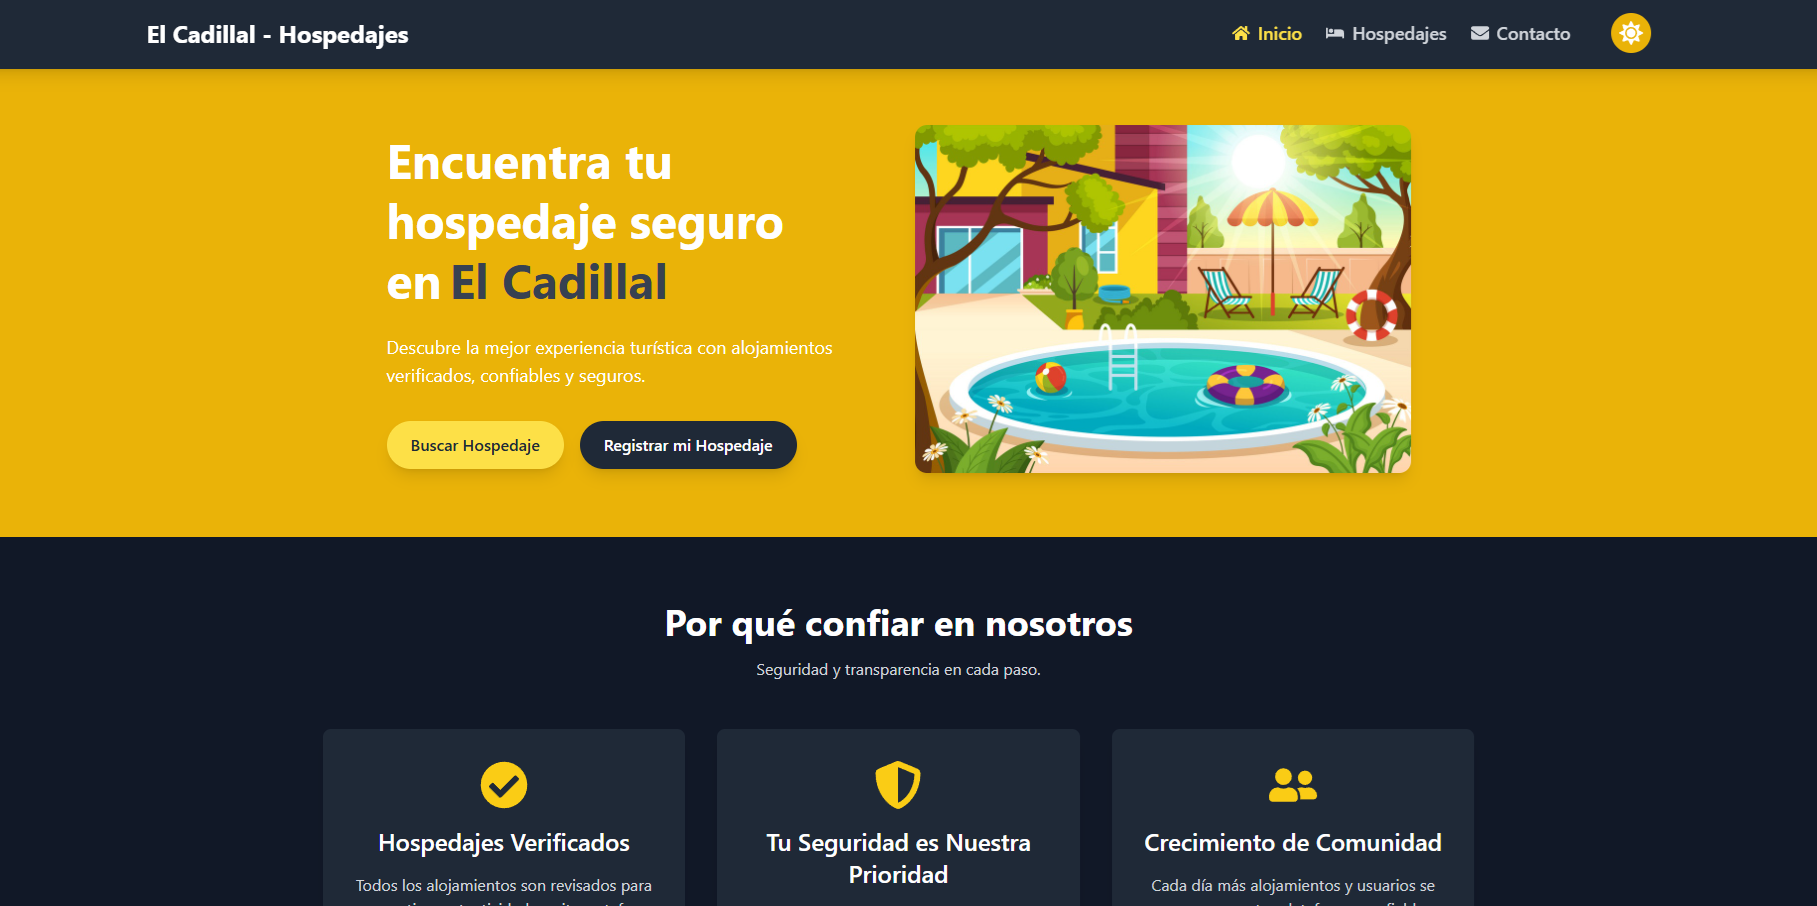 El Cadillal - Hospedajes
Inicio
Hospedajes
Contacto
Encuentra tu
hospedaje seguro
en El Cadillal
Descubre la mejor experiencia turística con alojamientos
verificados, confiables y seguros.
Buscar Hospedaje
Registrar mi Hospedaje
Por qué confiar en nosotros
Seguridad y transparencia en cada paso.
Hospedajes Verificados
Todos los alojamientos son revisados para
Tu Seguridad es Nuestra
Prioridad
Crecimiento de Comunidad
Cada día más alojamientos y usuarios se